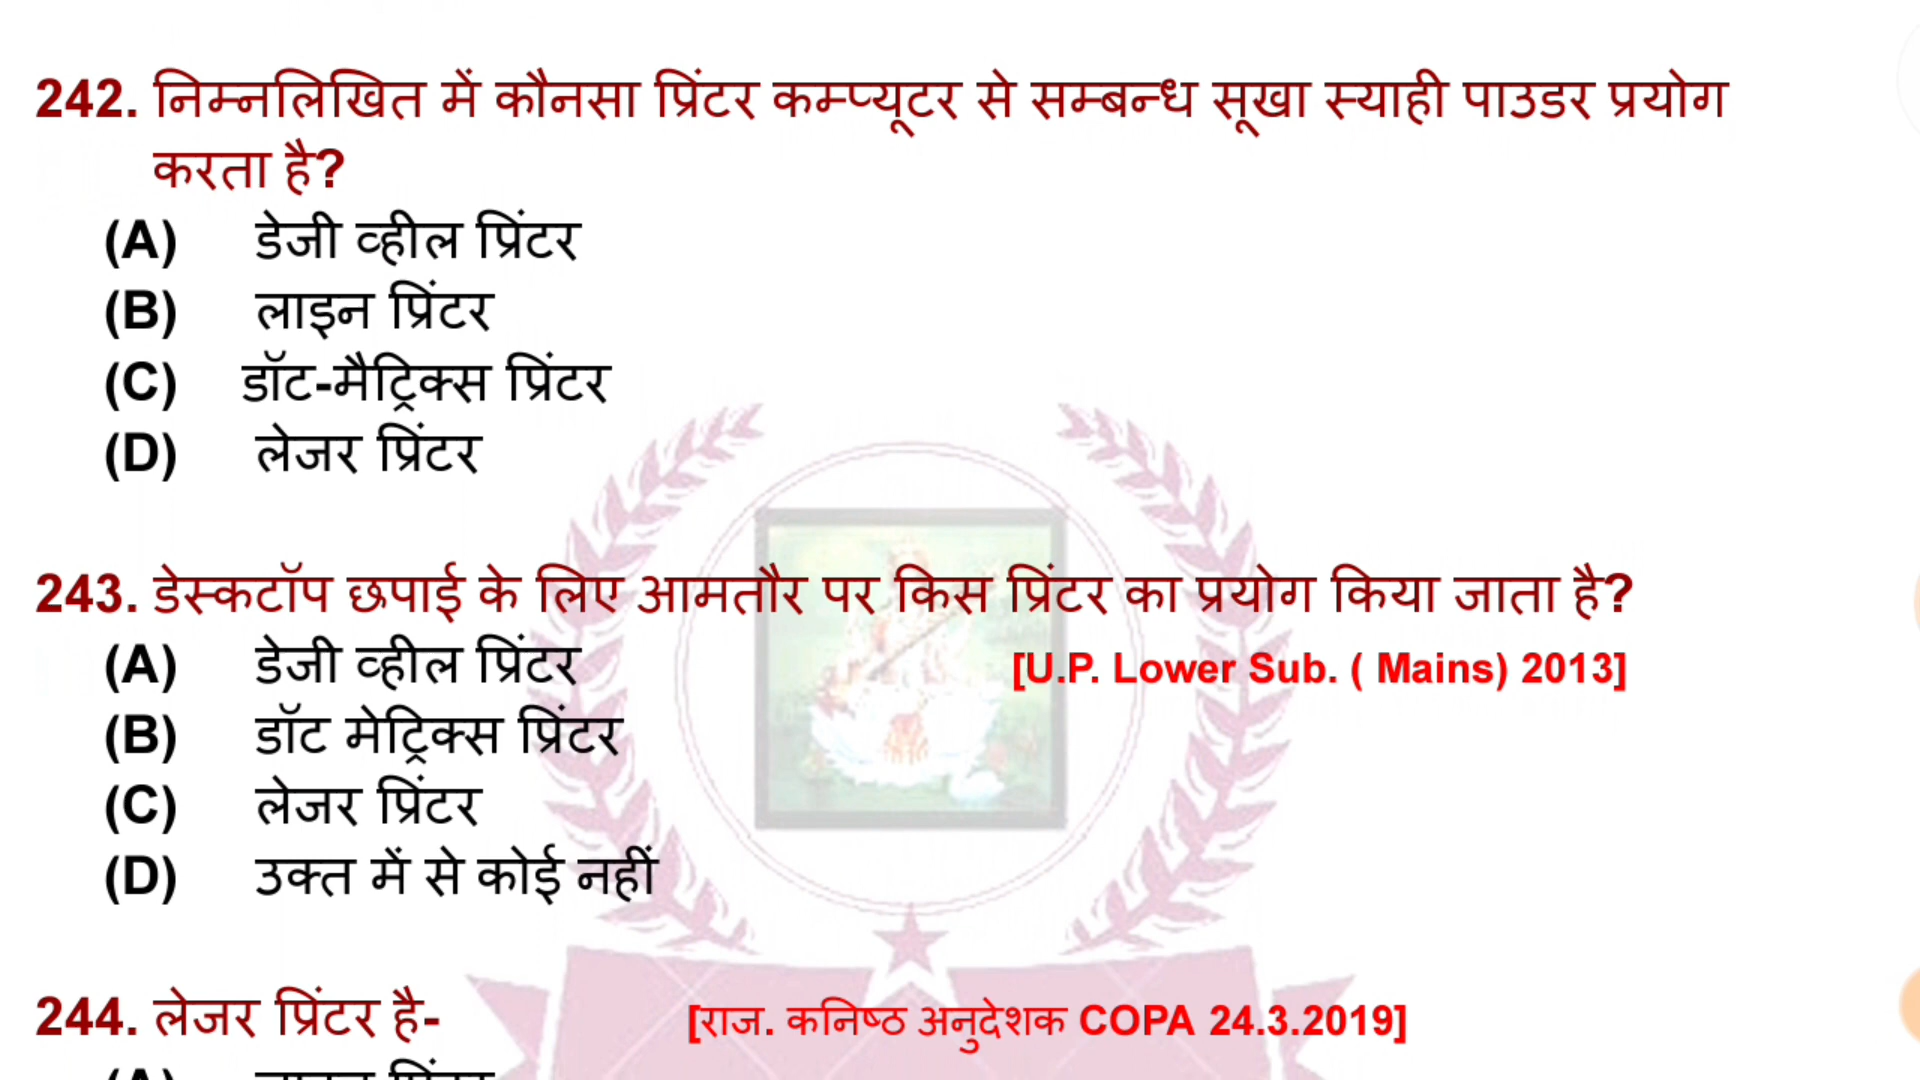 242. निम्नलिखित में कौनसा प्रिंटर कम्प्यूटर से सम्बन्ध सूखा स्याही पाउडर प्रयोग
करता है?
(A) डेजी व्हील प्रिंटर
(B) लाइन प्रिंटर
(C) डॉट-मैट्रिक्स प्रिंटर
(D) लेजर प्रिंटर
243. डेस्कटॉप छपाई के लिए आमतौर पर किस प्रिंटर का प्रयोग किया जाता है?
(A) डेजी व्हील प्रिंटर [U.P. Lower Sub. ( Mains) 2013]
(B) डॉट मेट्रिक्स प्रिंटर
(C) लेजर प्रिंटर
(D) उक्त में से कोई नहीं
244. लेजर प्रिंटर है- [राज. कनिष्ठ अनुदेशक COPA 24.3.2019]